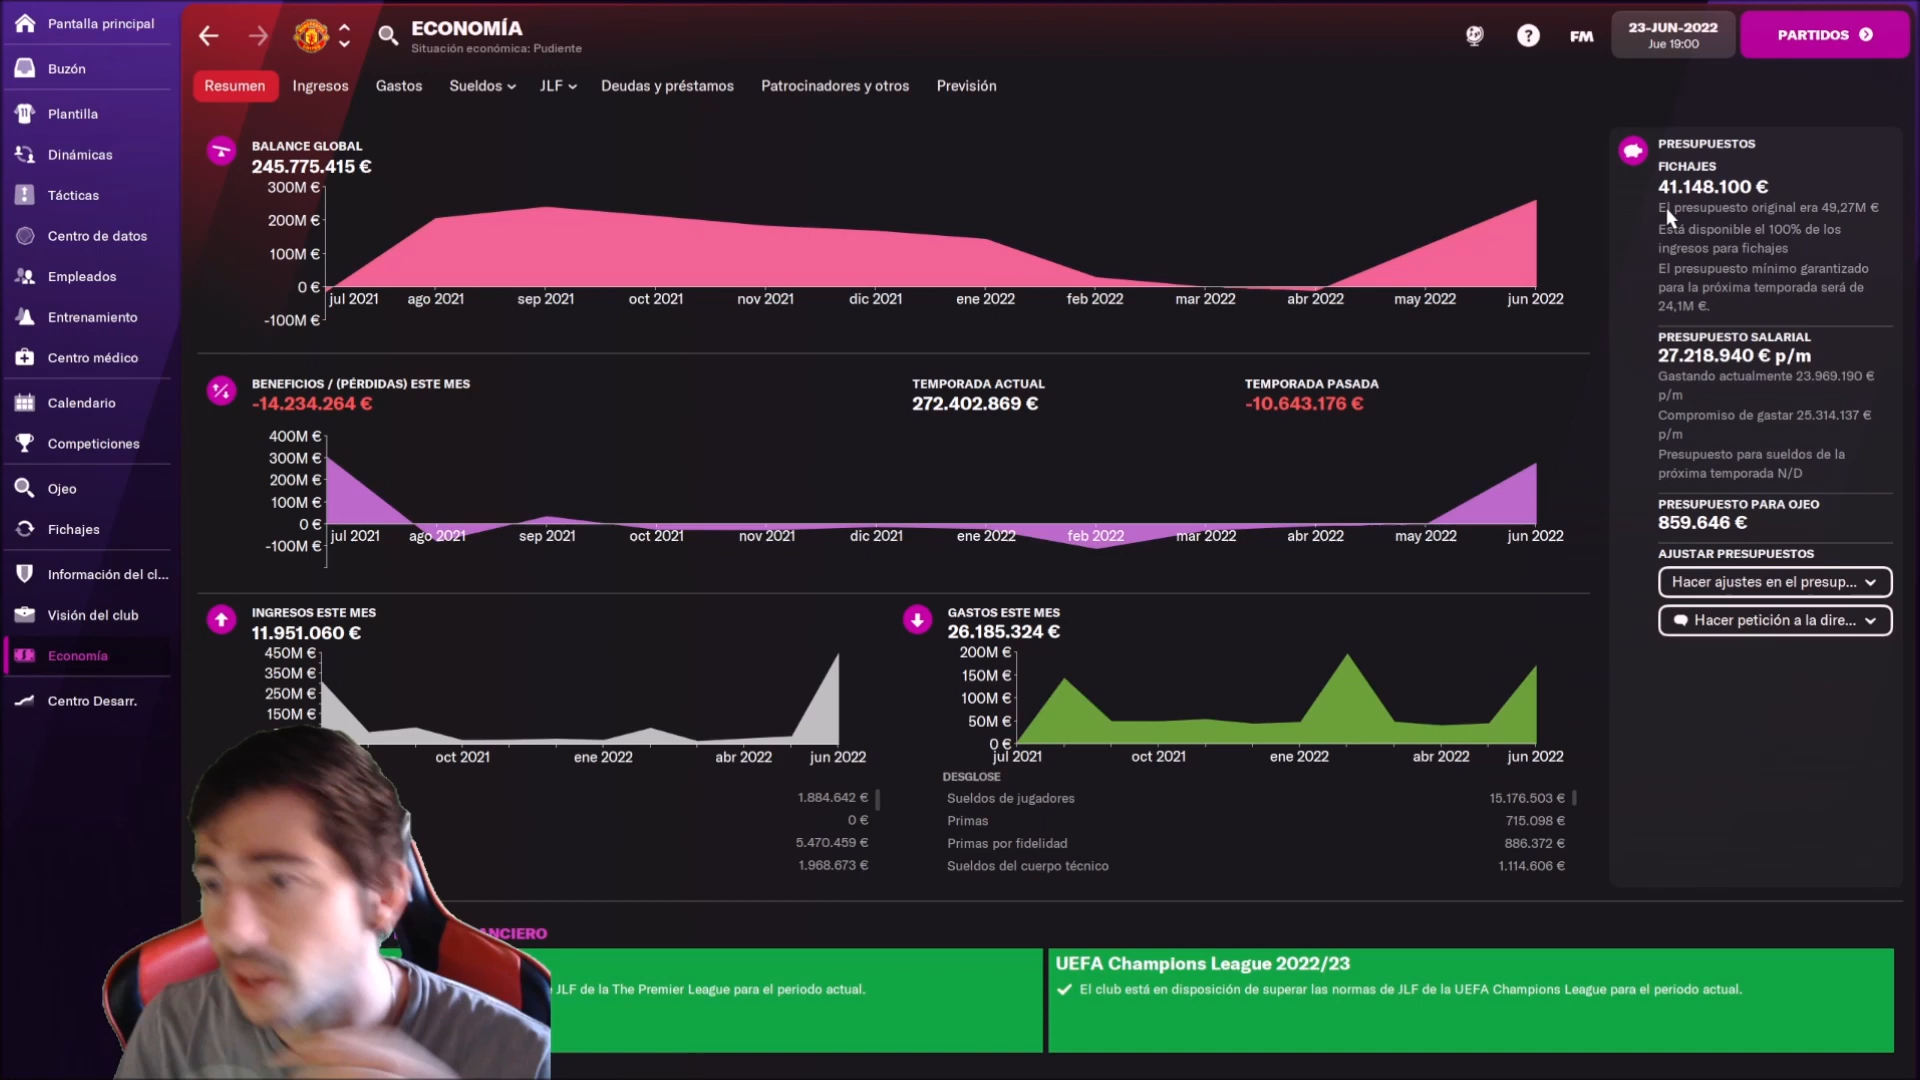 Pantalla principal
Buzón
Plantilla
Dinámicas
Tácticas
Centro de datos
Empleados
Entrenamiento
Centro médico
Calendario
Competiciones
Ojeo
Fichajes
Información del cl...
Visión del club
Economía
Centro Desarr.
ECONOMÍA
Situación económica: Pudiente
FM
23-JUN-2022
Jue 19:00
PARTIDOS
Resumen
Ingresos
Gastos
Sueldos
JLF
Deudas y préstamos
Patrocinadores y otros
Previsión
BALANCE GLOBAL
245.775.415 €
300M €
200M €
100M €
0 €
-100M €
jul 2021
ago 2021
sep 2021
oct 2021
nov 2021
dic 2021
ene 2022
feb 2022
mar 2022
abr 2022
may 2022
jun 2022
BENEFICIOS / (PÉRDIDAS) ESTE MES
-14.234.264 €
TEMPORADA ACTUAL
272.402.869 €
TEMPORADA PASADA
-10.643.176 €
400M €
300M €
200M €
100M €
0 €
-100M €
jul 2021
ago 2021
sep 2021
oct 2021
nov 2021
dic 2021
ene 2022
feb 2022
mar 2022
abr 2022
may 2022
jun 2022
INGRESOS ESTE MES
11.951.060 €
450M €
350M €
250M €
150M €
oct 2021
ene 2022
abr 2022
jun 2022
1.884.642 €
0 €
5.470.459 €
1.968.673 €
GASTOS ESTE MES
26.185.324 €
200M €
150M €
100M €
50M €
0 €
jul 2021
oct 2021
ene 2022
abr 2022
jun 2022
DESGLOSE
Sueldos de jugadores 15.176.503 €
Primas 715.098 €
Primas por fidelidad 886.372 €
Sueldos del cuerpo técnico 1.114.606 €
ANCIERO
JLF de la The Premier League para el periodo actual.
UEFA Champions League 2022/23
El club está en disposición de superar las normas de JLF de la UEFA Champions League para el periodo actual.
PRESUPUESTOS
FICHAJES
41.148.100 €
El presupuesto original era 49,27M €
Está disponible el 100% de los
ingresos para fichajes
El presupuesto mínimo garantizado
para la próxima temporada será de
24,1M €.
PRESUPUESTO SALARIAL
27.218.940 € p/m
Gastando actualmente 23.969.190 €
p/m
Compromiso de gastar 25.314.137 €
p/m
Presupuesto para sueldos de la
próxima temporada N/D
PRESUPUESTO PARA OJEO
859.646 €
AJUSTAR PRESUPUESTOS
Hacer ajustes en el presup...
Hacer petición a la dire...